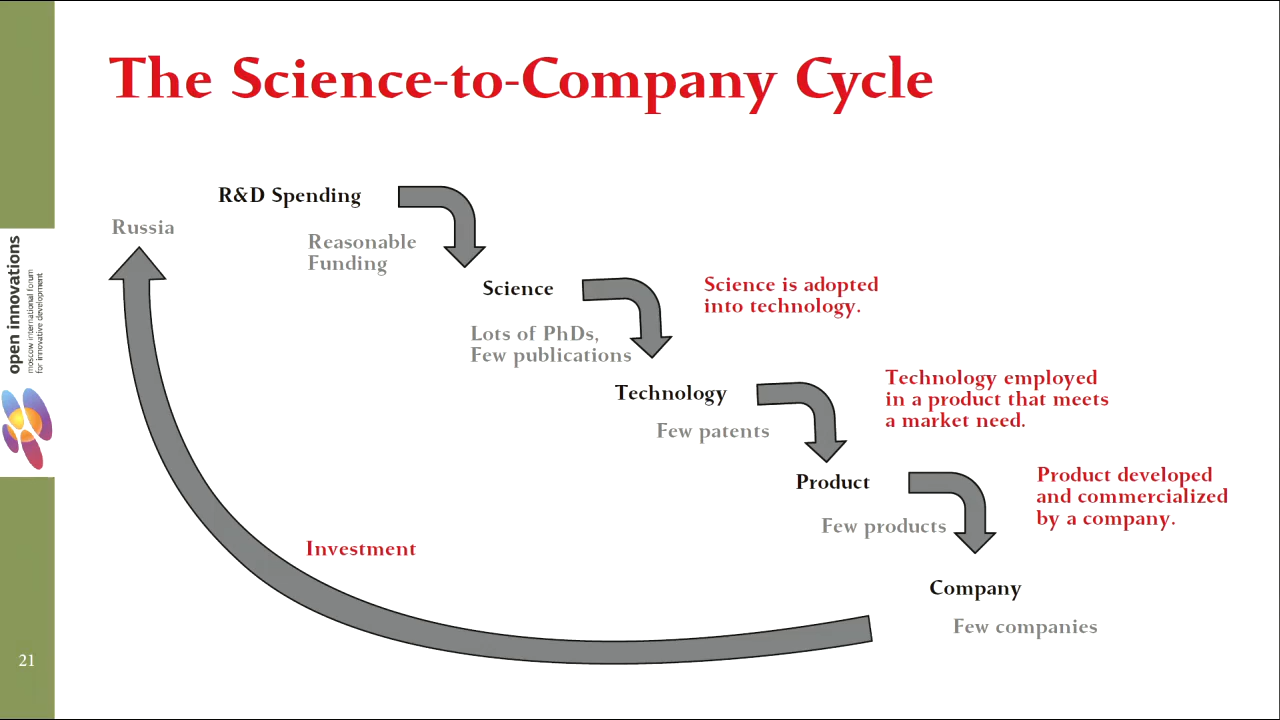 The Science-to-Company Cycle
R&D Spending
Russia
Reasonable
Funding
Science
Science is adopted
into technology.
Lots of PhDs,
Few publications
Technology
Technology employed
in a product that meets
a market need.
Few patents
Product
Product developed
and commercialized
by a company.
Few products
Investment
Company
Few companies
open innovations
moscow international forum
for innovative development
21